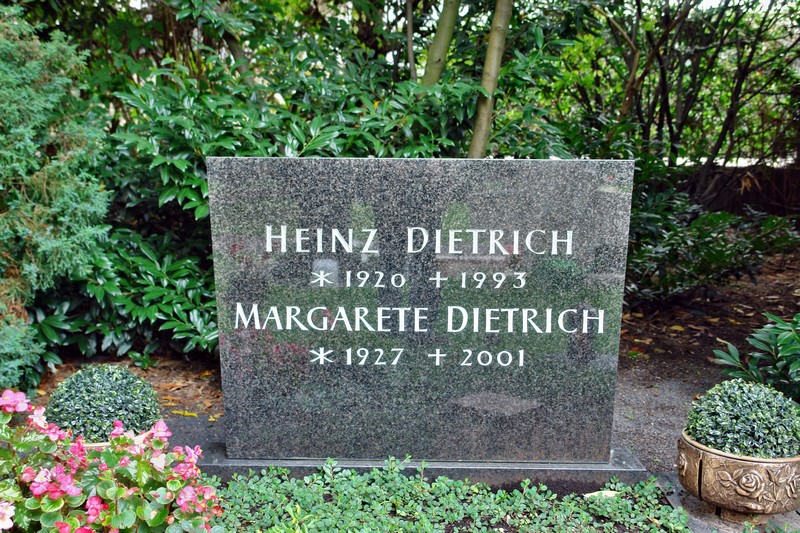 HEINZ DIETRICH
*1920 +1993
MARGARETE DIETRICH
*1927 +2001